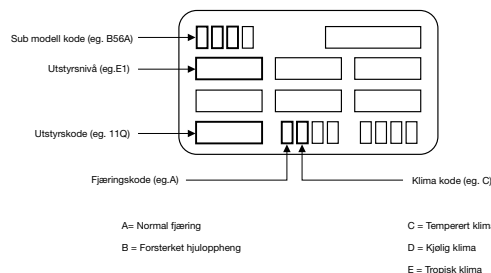 Sub modell kode (eg. B56A)
Utstyrsnivå (eg.E1)
Utstyrskode (eg. 11Q)
Fjæringskode (eg.A)
Klima kode (eg. C)
A= Normal fjæring
B = Forsterket hjuloppheng
C = Temperert klima
D = Kjølig klima
E = Tropisk klima